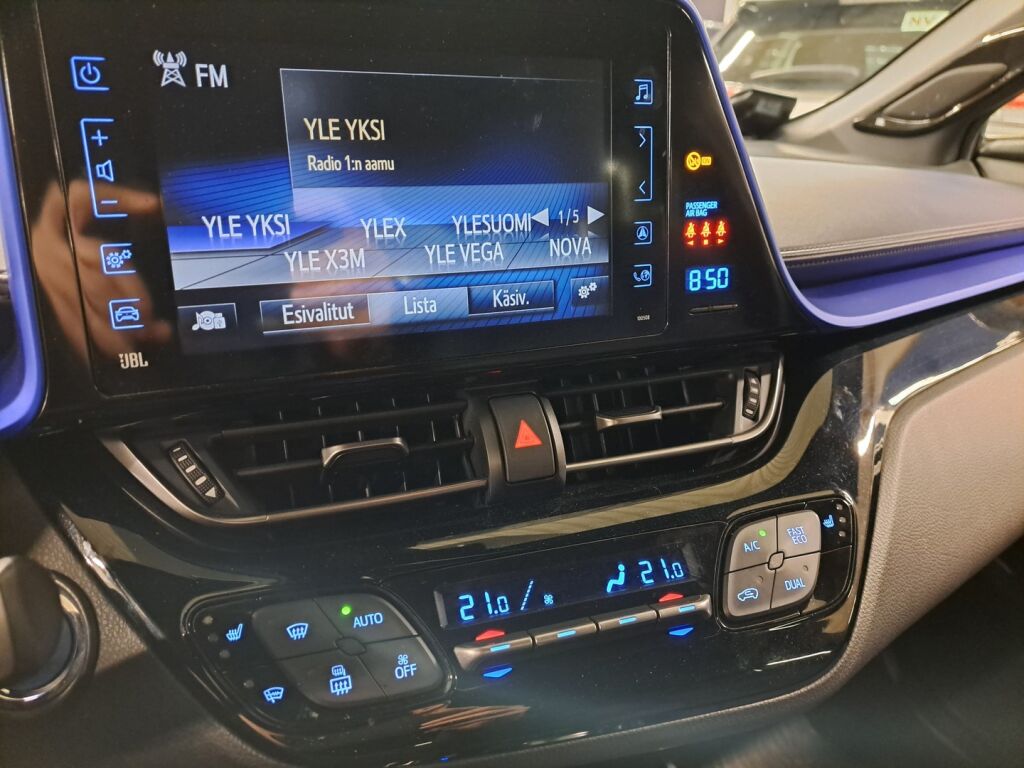 FM
YLE YKSI
Radio 1:n aamu
YLE YKSI YLEX YLESUOMI 1/5
YLE X3M YLE VEGA NOVA
Esivalitut Lista Käsiv.
JBL
PASSENGER
AIR BAG
8:50
21.0 21.0
AUTO
OFF
A/C FAST
ECO
DUAL